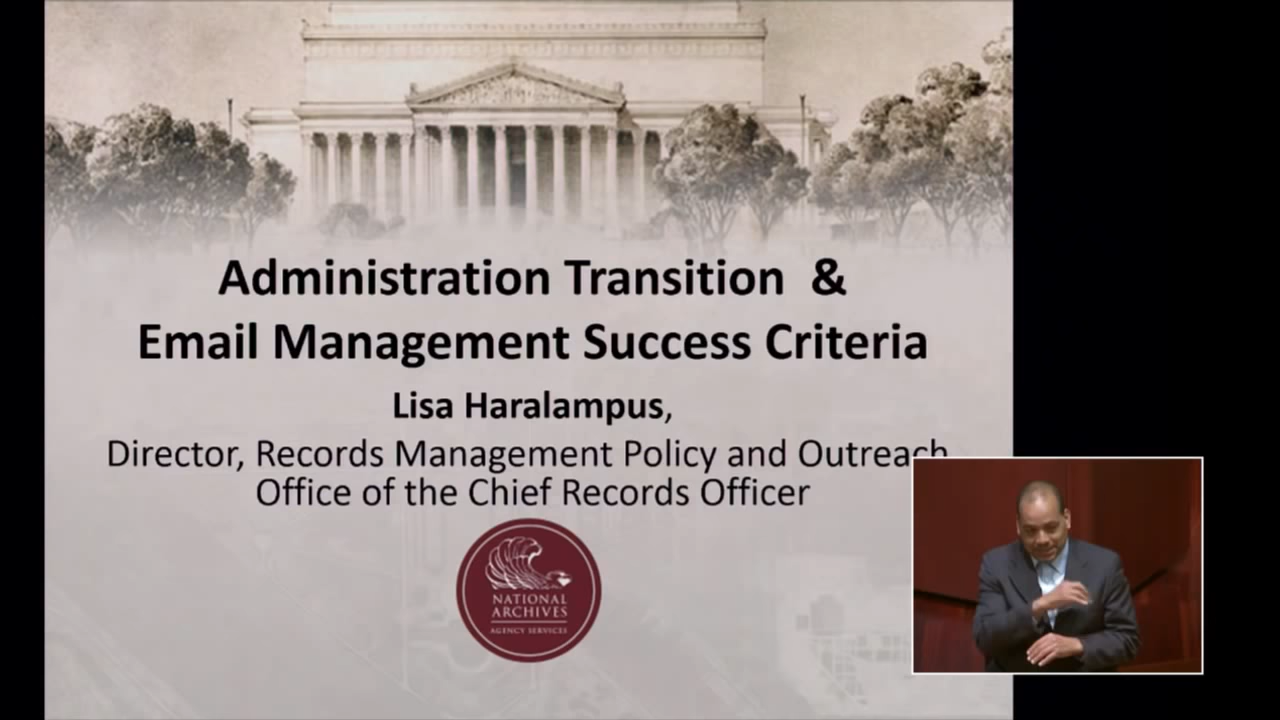 Administration Transition &
Email Management Success Criteria
Lisa Haralampus,
Director, Records Management Policy and Outreach
Office of the Chief Records Officer
NATIONAL
ARCHIVES
AGENCY SERVICES